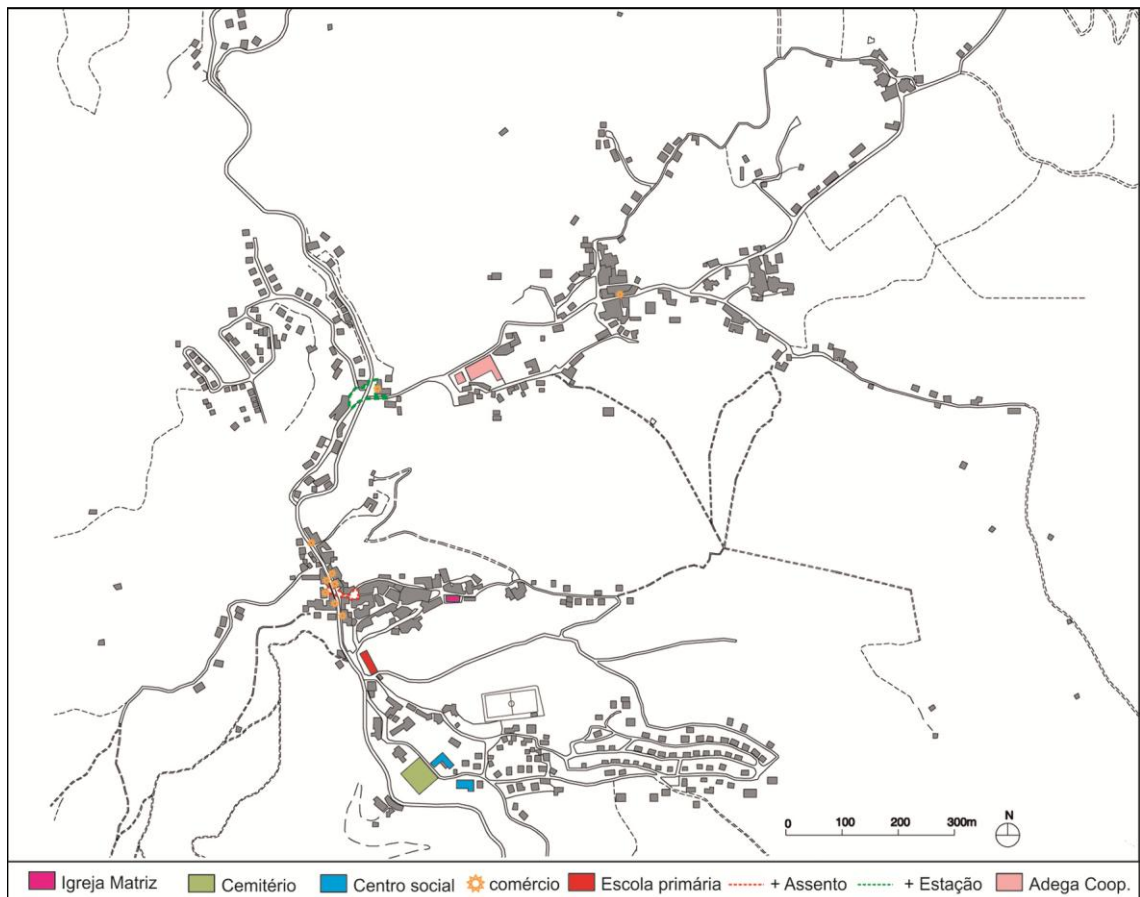 N
0 100 200 300m
Igreja Matriz Cemitério Centro social comércio Escola primária + Assento + Estação Adega Coop.